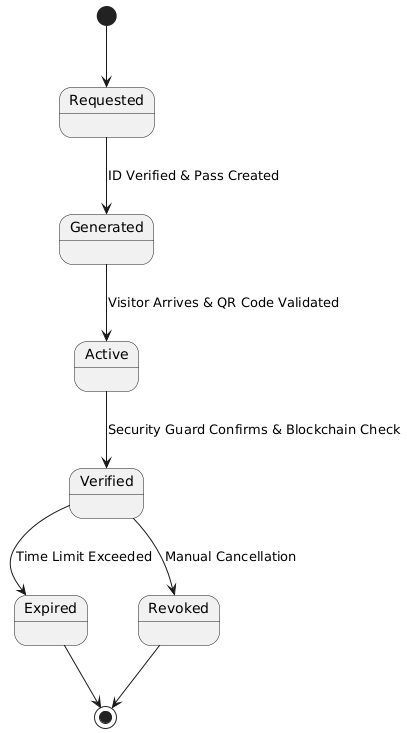 Requested
ID Verified & Pass Created
Generated
Visitor Arrives & QR Code Validated
Active
Security Guard Confirms & Blockchain Check
Verified
Time Limit Exceeded
Manual Cancellation
Expired
Revoked